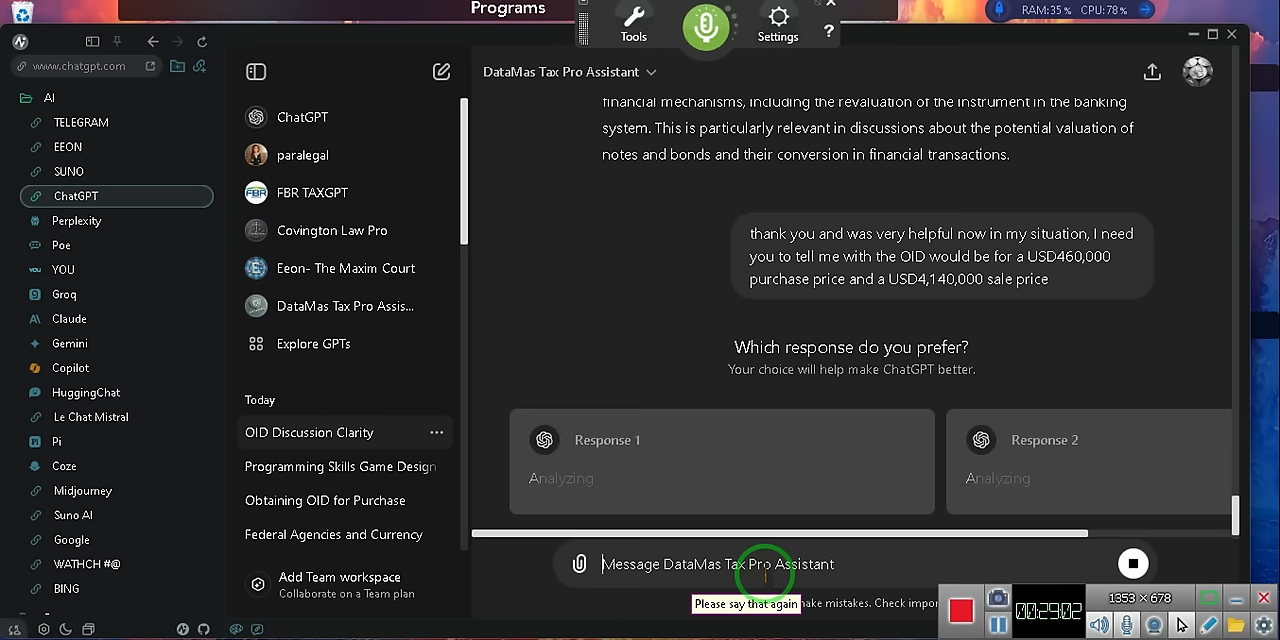 Programs
RAM:35% CPU:78%
Tools
Settings
?
www.chatgpt.com
AI
TELEGRAM
EEON
SUNO
ChatGPT
Perplexity
Poe
YOU
Groq
Claude
Gemini
Copilot
HuggingChat
Le Chat Mistral
Pi
Coze
Midjourney
Suno AI
Google
WATHCH #@
BING
ChatGPT
paralegal
FBR TAXGPT
Covington Law Pro
Eeon- The Maxim Court
DataMas Tax Pro Assis...
Explore GPTs
Today
OID Discussion Clarity
Programming Skills Game Design
Obtaining OID for Purchase
Federal Agencies and Currency
Add Team workspace
Collaborate on a Team plan
DataMas Tax Pro Assistant
financial mechanisms, including the revaluation of the instrument in the banking
system. This is particularly relevant in discussions about the potential valuation of
notes and bonds and their conversion in financial transactions.
thank you and was very helpful now in my situation, I need
you to tell me with the OID would be for a USD460,000
purchase price and a USD4,140,000 sale price
Which response do you prefer?
Your choice will help make ChatGPT better.
Response 1
Analyzing
Response 2
Analyzing
Message DataMas Tax Pro Assistant
Please say that again
make mistakes. Check impor
1353 × 678
00:29:02